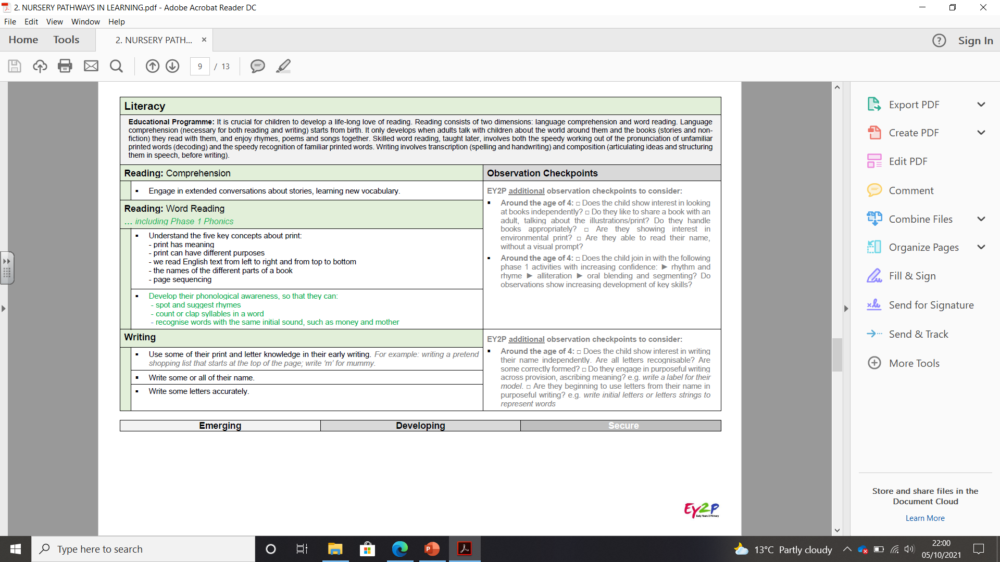 2. NURSERY PATHWAYS IN LEARNING.pdf - Adobe Acrobat Reader DC
File Edit View Window Help
Home Tools 2. NURSERY PATH... × ? Sign In
9 / 13
Literacy
Educational Programme: It is crucial for children to develop a life-long love of reading. Reading consists of two dimensions: language comprehension and word reading. Language
comprehension (necessary for both reading and writing) starts from birth. It only develops when adults talk with children about the world around them and the books (stories and non-
fiction) they read with them, and enjoy rhymes, poems and songs together. Skilled word reading, taught later, involves both the speedy working out of the pronunciation of unfamiliar
printed words (decoding) and the speedy recognition of familiar printed words. Writing involves transcription (spelling and handwriting) and composition (articulating ideas and structuring
them in speech, before writing).
Reading: Comprehension
▪ Engage in extended conversations about stories, learning new vocabulary.
Reading: Word Reading
... including Phase 1 Phonics
▪ Understand the five key concepts about print:
- print has meaning
- print can have different purposes
- we read English text from left to right and from top to bottom
- the names of the different parts of a book
- page sequencing
▪ Develop their phonological awareness, so that they can:
- spot and suggest rhymes
- count or clap syllables in a word
- recognise words with the same initial sound, such as money and mother
Observation Checkpoints
EY2P additional observation checkpoints to consider:
▪ Around the age of 4: □ Does the child show interest in looking
at books independently? □ Do they like to share a book with an
adult, talking about the illustrations/print? Do they handle
books appropriately? □ Are they showing interest in
environmental print? □ Are they able to read their name,
without a visual prompt?
▪ Around the age of 4: □ Does the child join in with the following
phase 1 activities with increasing confidence: ► rhythm and
rhyme ► alliteration ► oral blending and segmenting? Do
observations show increasing development of key skills?
Writing
▪ Use some of their print and letter knowledge in their early writing. For example: writing a pretend
shopping list that starts at the top of the page; write ‘m’ for mummy.
▪ Write some or all of their name.
▪ Write some letters accurately.
EY2P additional observation checkpoints to consider:
▪ Around the age of 4: □ Does the child show interest in writing
their name independently. Are all letters recognisable? Are
some correctly formed? □ Do they engage in purposeful writing
across provision, ascribing meaning? e.g. write a label for their
model. □ Are they beginning to use letters from their name in
purposeful writing? e.g. write initial letters or letters strings to
represent words
Emerging Developing Secure
Ey2P
Early Years 2 Primary
Export PDF
Create PDF
Edit PDF
Comment
Combine Files
Organize Pages
Fill & Sign
Send for Signature
Send & Track
More Tools
Store and share files in the
Document Cloud
Learn More
Type here to search
13°C Partly cloudy
22:00
05/10/2021